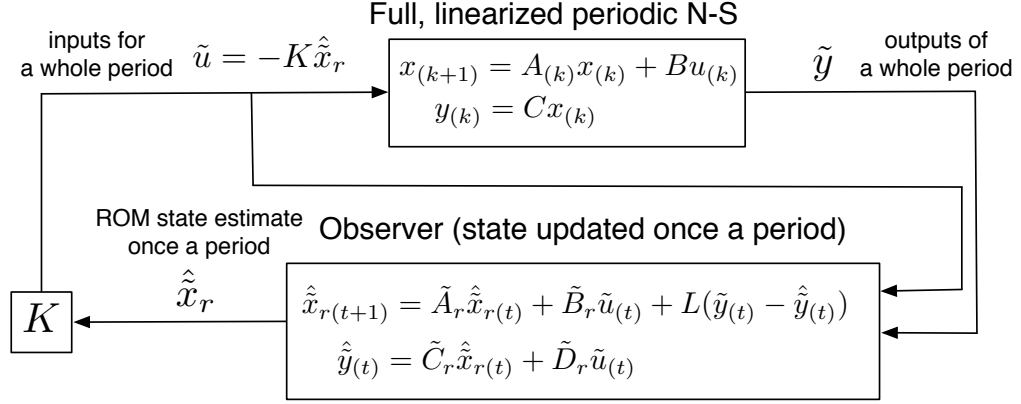 Full, linearized periodic N-S
inputs for
a whole period
ũ = −K x̃̂_r
x_(k+1) = A_(k)x_(k) + Bu_(k)
y_(k) = Cx_(k)
ỹ
outputs of
a whole period
ROM state estimate
once a period
x̃̂_r
Observer (state updated once a period)
K
x̃̂_r(t+1) = Ã_r x̃̂_r(t) + B̃_r ũ_(t) + L(ỹ_(t) − ỹ̂_(t))
ỹ̂_(t) = C̃_r x̃̂_r(t) + D̃_r ũ_(t)